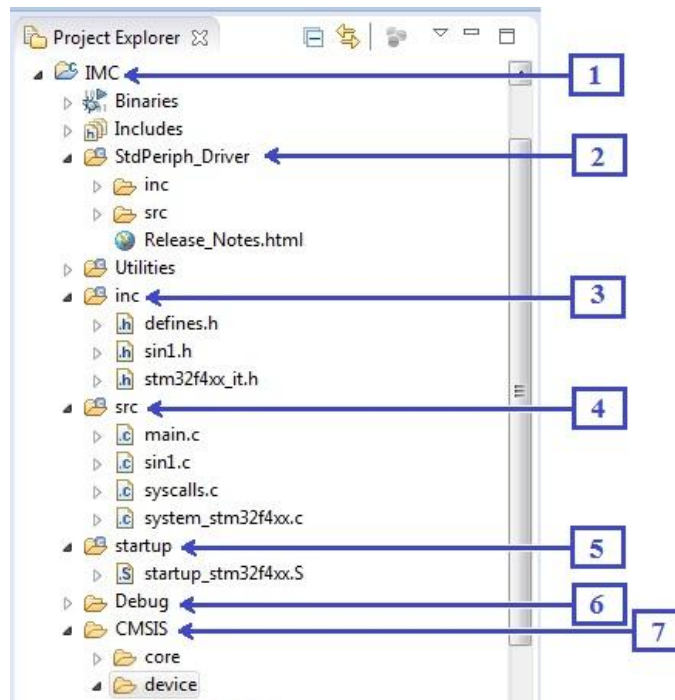 Project Explorer
IMC
1
Binaries
Includes
StdPeriph_Driver
2
inc
src
Release_Notes.html
Utilities
inc
3
.h defines.h
.h sin1.h
.h stm32f4xx_it.h
src
4
.c main.c
.c sin1.c
.c syscalls.c
.c system_stm32f4xx.c
startup
5
.S startup_stm32f4xx.S
Debug
6
CMSIS
7
core
device